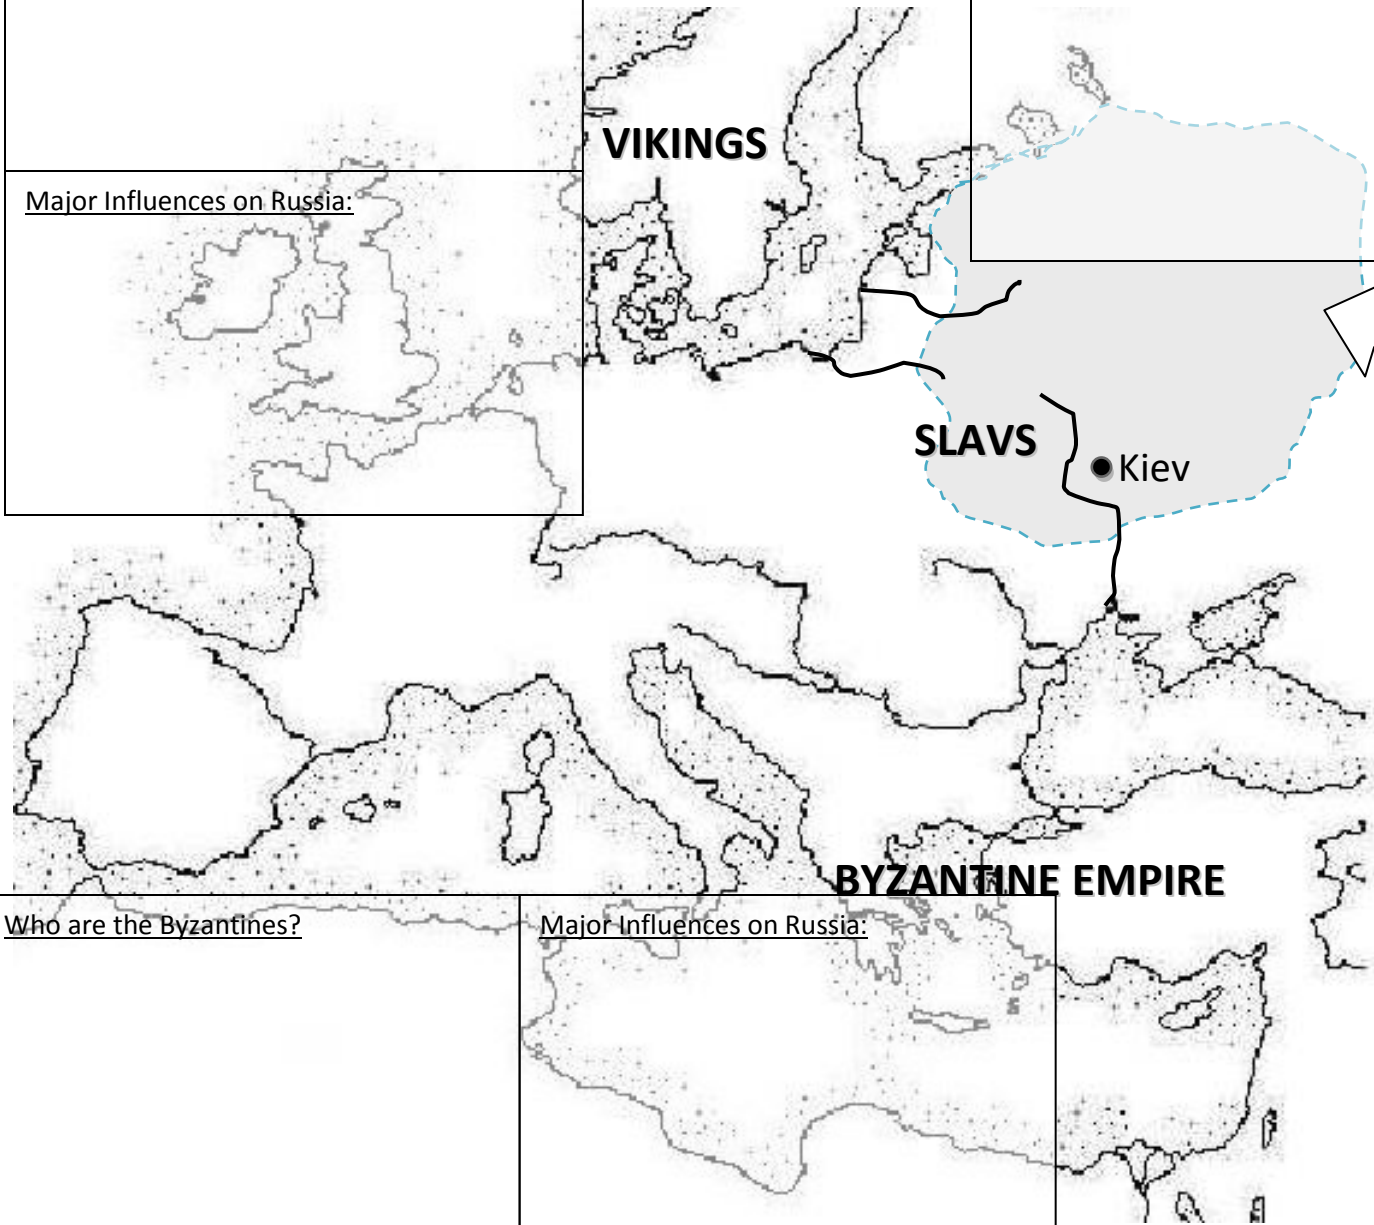 VIKINGS
Major Influences on Russia:
SLAVS
Kiev
BYZANTINE EMPIRE
Who are the Byzantines?
Major Influences on Russia: